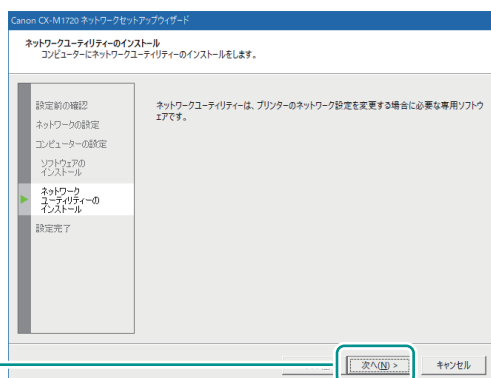 Canon CX-M1720 ネットワークセットアップウィザード
ネットワークユーティリティーのインストール
コンピューターにネットワークユーティリティーのインストールをします。
設定前の確認
ネットワークの設定
コンピューターの設定
ソフトウェアの
インストール
ネットワーク
ユーティリティーの
インストール
設定完了
ネットワークユーティリティーは、プリンターのネットワーク設定を変更する場合に必要な専用ソフトウ
ェアです。
次へ(N) >
キャンセル